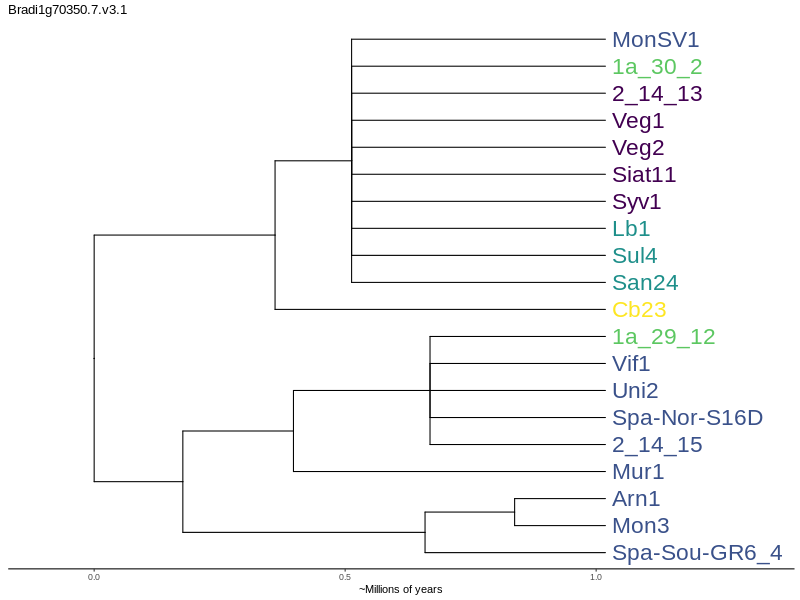 Bradi1g70350.7.v3.1
MonSV1
1a_30_2
2_14_13
Veg1
Veg2
Siat11
Syv1
Lb1
Sul4
San24
Cb23
1a_29_12
Vif1
Uni2
Spa-Nor-S16D
2_14_15
Mur1
Arn1
Mon3
Spa-Sou-GR6_4
0.0 0.5 1.0
~Millions of years